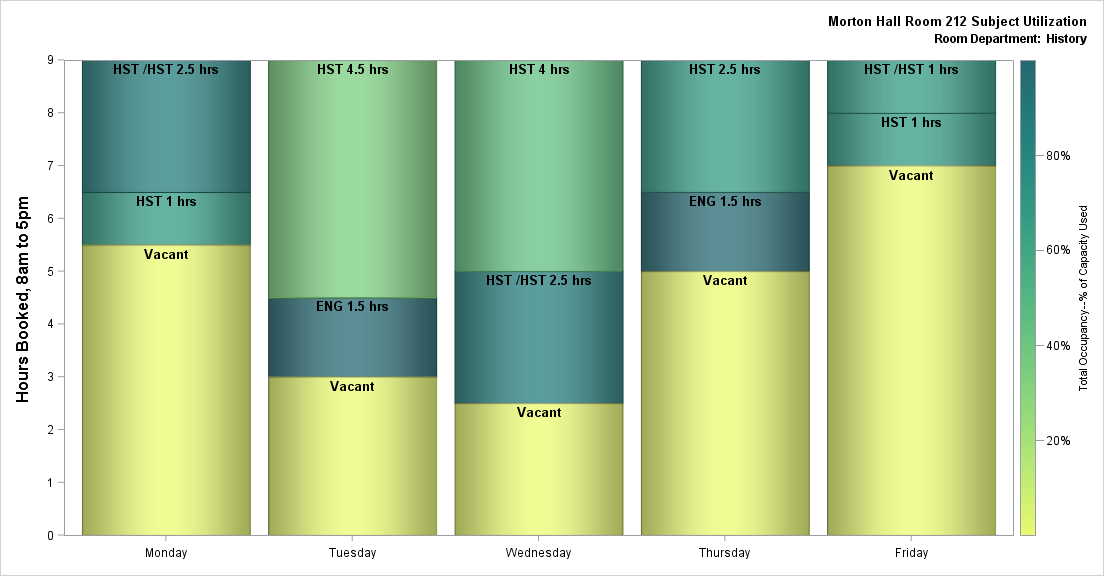 Morton Hall Room 212 Subject Utilization
Room Department: History
Hours Booked, 8am to 5pm
9
8
7
6
5
4
3
2
1
0
HST /HST 2.5 hrs
HST 1 hrs
Vacant
HST 4.5 hrs
ENG 1.5 hrs
Vacant
HST 4 hrs
HST /HST 2.5 hrs
Vacant
HST 2.5 hrs
ENG 1.5 hrs
Vacant
HST /HST 1 hrs
HST 1 hrs
Vacant
Monday
Tuesday
Wednesday
Thursday
Friday
80%
60%
40%
20%
Total Occupancy--% of Capacity Used